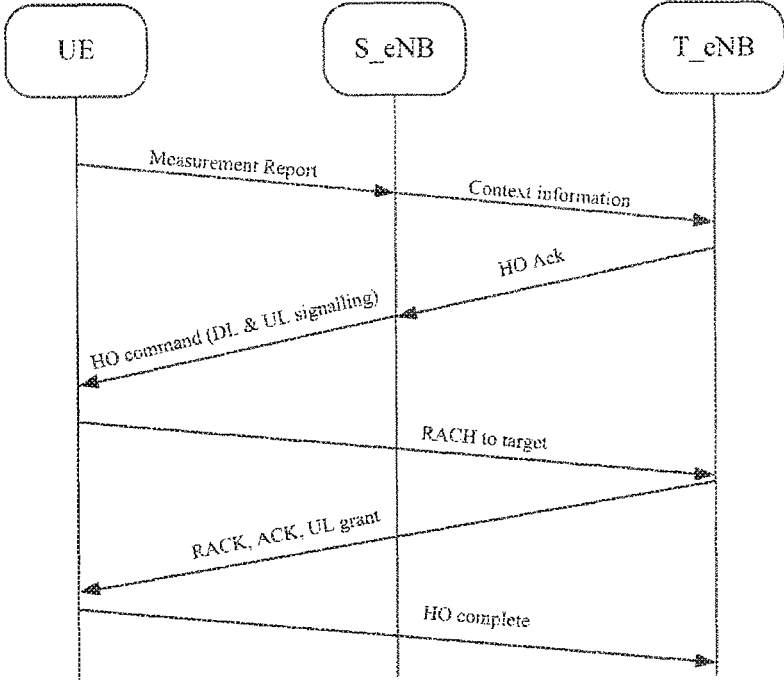 UE
S_eNB
T_eNB
Measurement Report
Context information
HO Ack
HO command (DL & UL signalling)
RACH to target
RACK, ACK, UL grant
HO complete